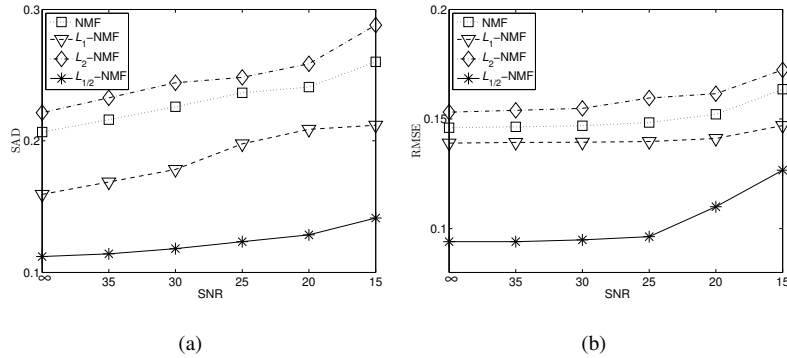 0.3
0.2
0.1
SAD
∞
35
30
25
20
15
SNR
NMF
L1−NMF
L2−NMF
L1/2−NMF
(a)
0.2
0.15
0.1
RMSE
∞
35
30
25
20
15
SNR
NMF
L1−NMF
L2−NMF
L1/2−NMF
(b)